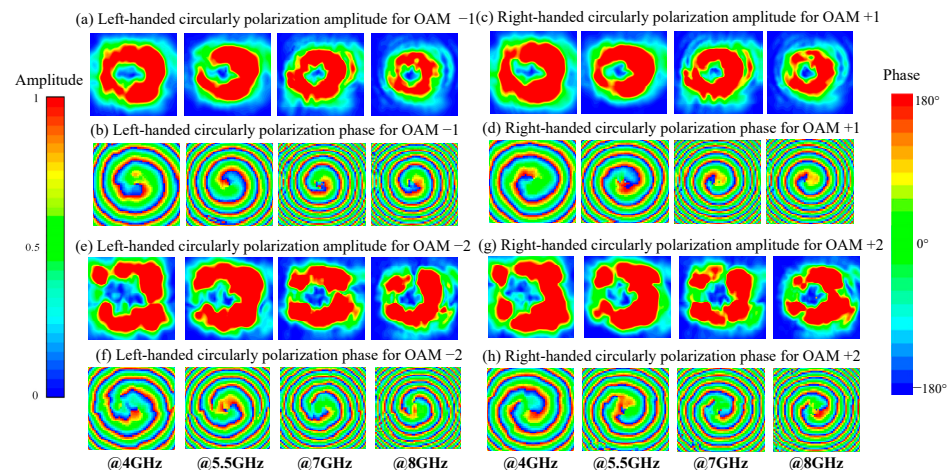 (a) Left-handed circularly polarization amplitude for OAM −1
(c) Right-handed circularly polarization amplitude for OAM +1
Amplitude
1
0.5
0
Phase
180°
0°
−180°
(b) Left-handed circularly polarization phase for OAM −1
(d) Right-handed circularly polarization phase for OAM +1
(e) Left-handed circularly polarization amplitude for OAM −2
(g) Right-handed circularly polarization amplitude for OAM +2
(f) Left-handed circularly polarization phase for OAM −2
(h) Right-handed circularly polarization phase for OAM +2
@4GHz @5.5GHz @7GHz @8GHz @4GHz @5.5GHz @7GHz @8GHz